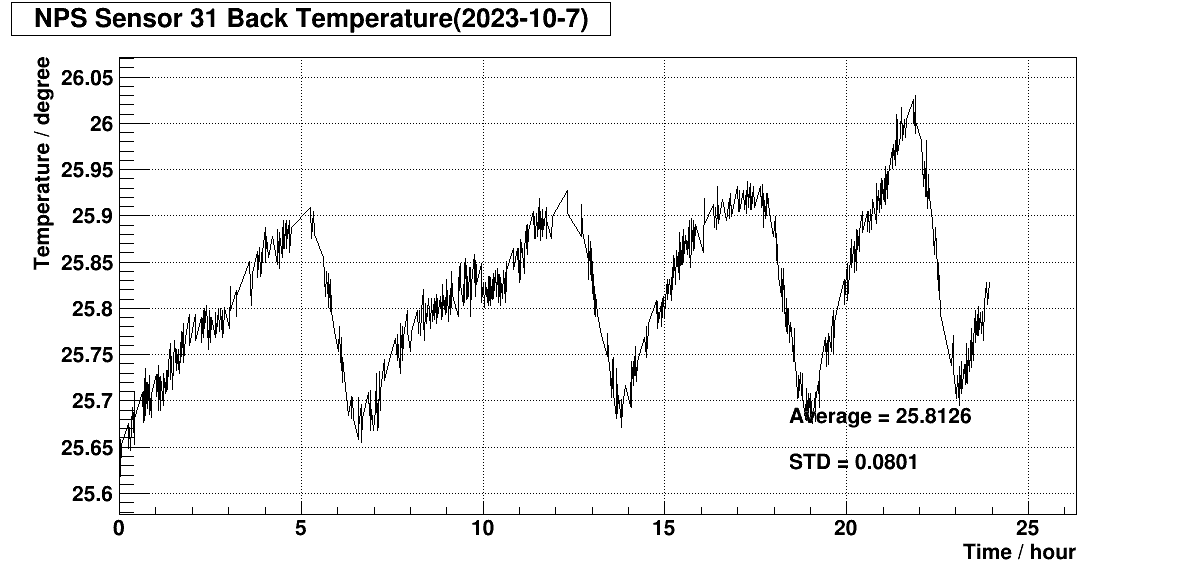 NPS Sensor 31 Back Temperature(2023-10-7)
Temperature / degree
26.05
26
25.95
25.9
25.85
25.8
25.75
25.7
25.65
25.6
Average = 25.8126
STD = 0.0801
0 5 10 15 20 25
Time / hour